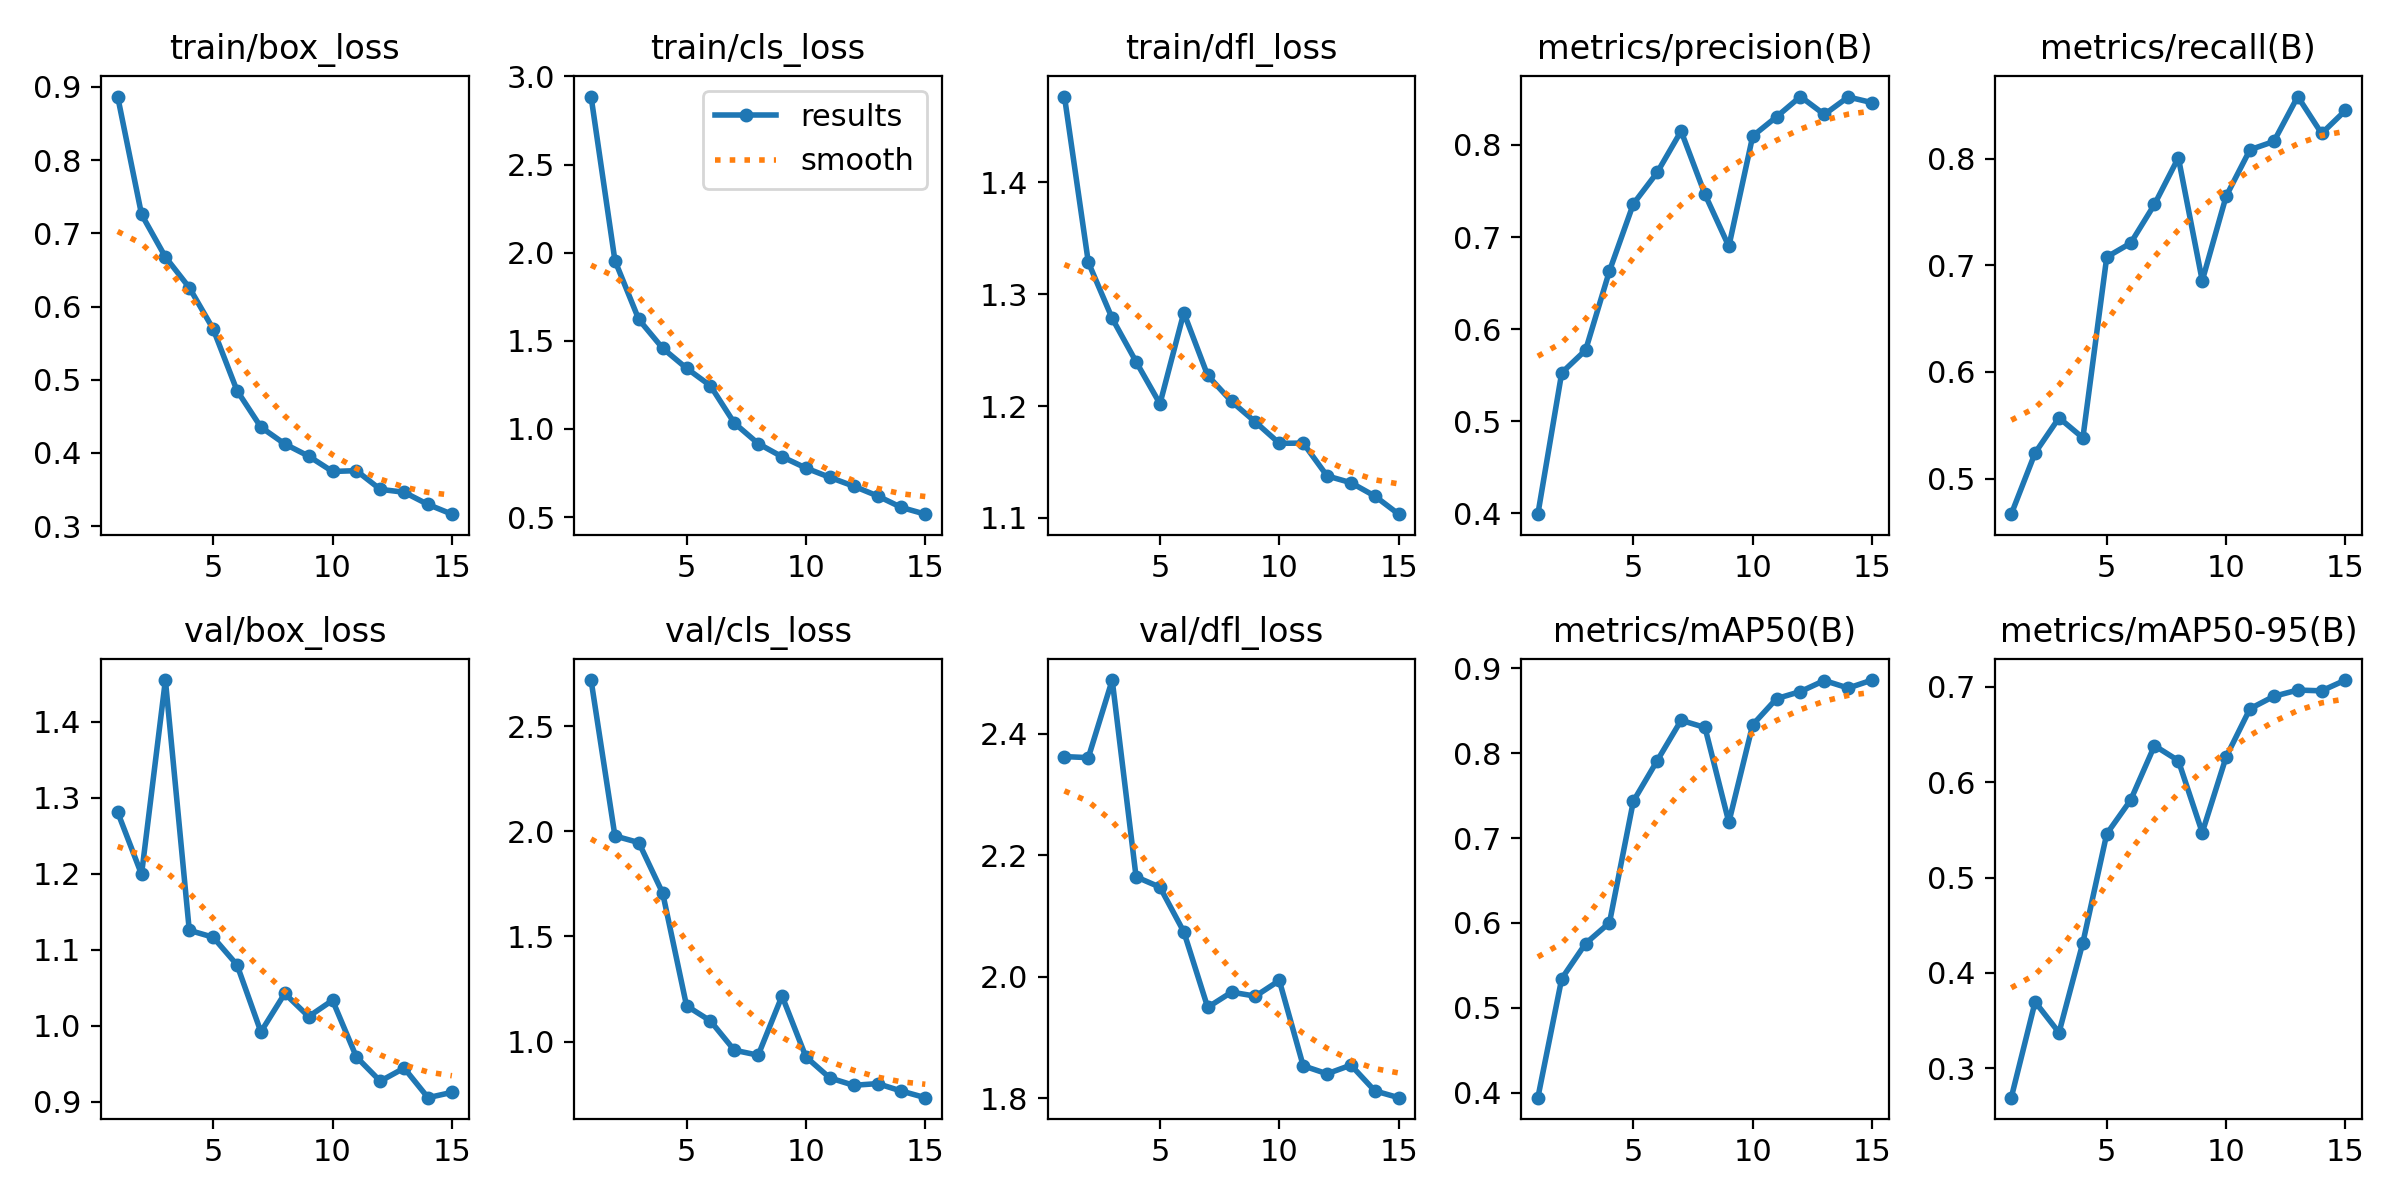 train/box_loss
0.9
0.8
0.7
0.6
0.5
0.4
0.3
5 10 15
train/cls_loss
3.0
2.5
2.0
1.5
1.0
0.5
results
smooth
5 10 15
train/dfl_loss
1.4
1.3
1.2
1.1
5 10 15
metrics/precision(B)
0.8
0.7
0.6
0.5
0.4
5 10 15
metrics/recall(B)
0.8
0.7
0.6
0.5
5 10 15
val/box_loss
1.4
1.3
1.2
1.1
1.0
0.9
5 10 15
val/cls_loss
2.5
2.0
1.5
1.0
5 10 15
val/dfl_loss
2.4
2.2
2.0
1.8
5 10 15
metrics/mAP50(B)
0.9
0.8
0.7
0.6
0.5
0.4
5 10 15
metrics/mAP50-95(B)
0.7
0.6
0.5
0.4
0.3
5 10 15